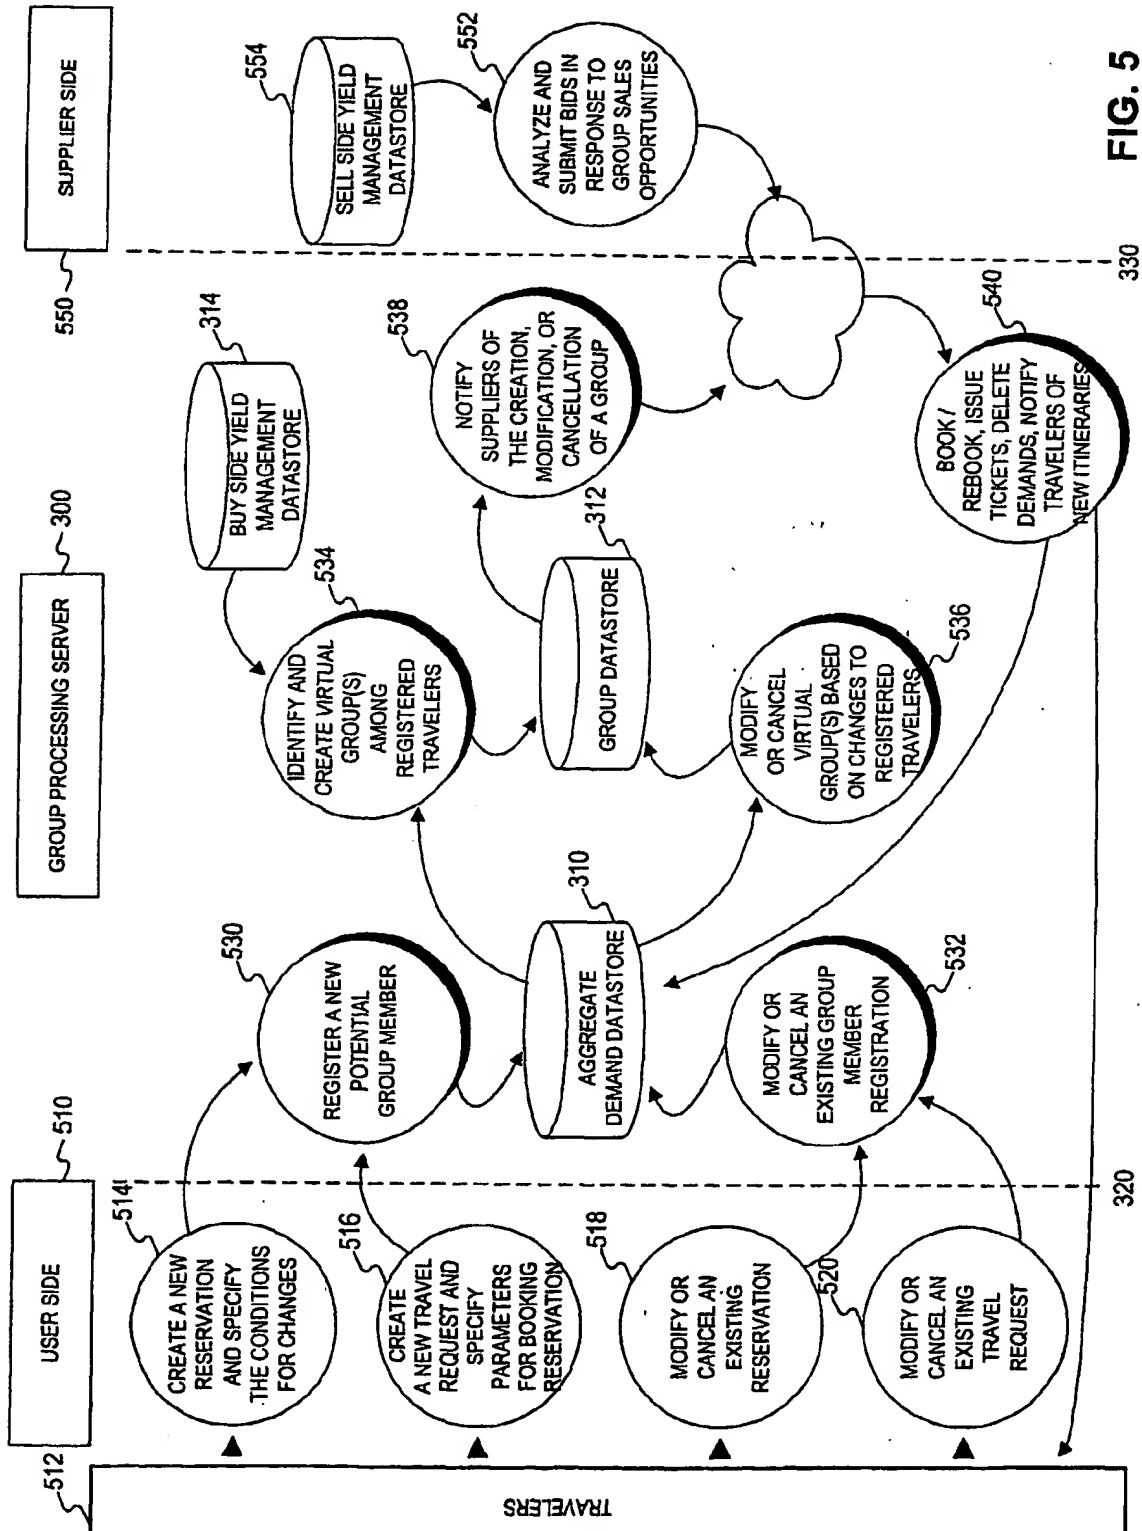 USER SIDE
510
512
TRAVELERS
514
CREATE A NEW
RESERVATION
AND SPECIFY
THE CONDITIONS
FOR CHANGES
516
CREATE
A NEW TRAVEL
REQUEST AND
SPECIFY
PARAMETERS
FOR BOOKING
RESERVATION
518
MODIFY OR
CANCEL AN
EXISTING
RESERVATION
520
MODIFY OR
CANCEL AN
EXISTING
TRAVEL
REQUEST
320
GROUP PROCESSING SERVER
300
530
REGISTER A NEW
POTENTIAL
GROUP MEMBER
310
AGGREGATE
DEMAND DATASTORE
532
MODIFY OR
CANCEL AN
EXISTING GROUP
MEMBER
REGISTRATION
534
IDENTIFY AND
CREATE VIRTUAL
GROUP(S)
AMONG
REGISTERED
TRAVELERS
312
GROUP DATASTORE
536
MODIFY
OR CANCEL
VIRTUAL
GROUP(S) BASED
ON CHANGES TO
REGISTERED
TRAVELERS
314
BUY SIDE YIELD
MANAGEMENT
DATASTORE
538
NOTIFY
SUPPLIERS OF
THE CREATION,
MODIFICATION, OR
CANCELLATION
OF A GROUP
540
BOOK /
REBOOK, ISSUE
TICKETS, DELETE
DEMANDS, NOTIFY
TRAVELERS OF
NEW ITINERARIES
330
SUPPLIER SIDE
550
554
SELL SIDE YIELD
MANAGEMENT
DATASTORE
552
ANALYZE AND
SUBMIT BIDS IN
RESPONSE TO
GROUP SALES
OPPORTUNITIES
FIG. 5